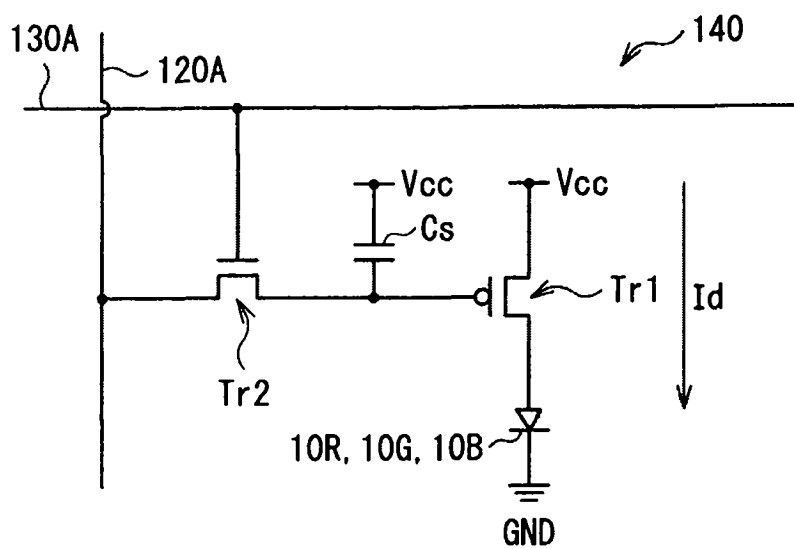 130A
120A
140
Vcc
Vcc
Cs
Tr1
Id
Tr2
10R, 10G, 10B
GND